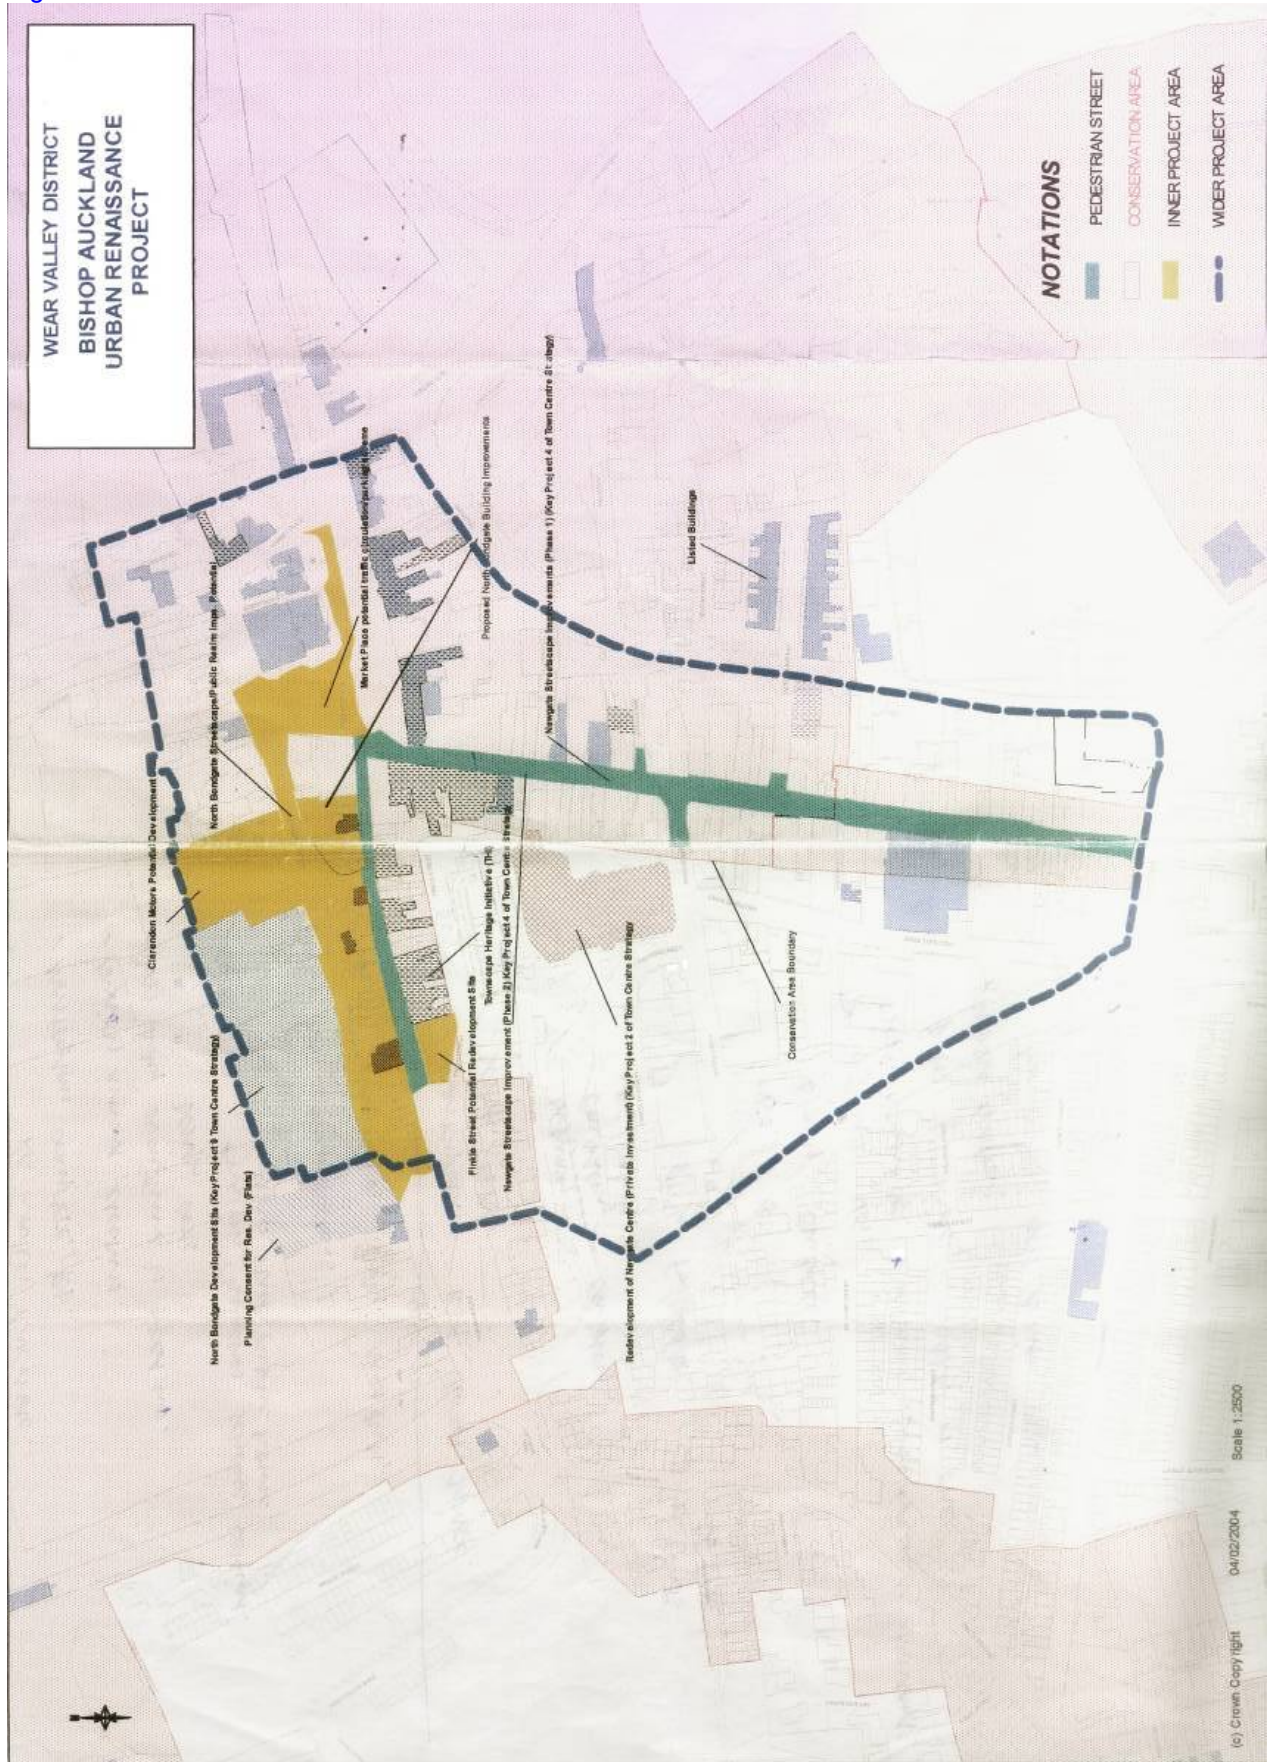 WEAR VALLEY DISTRICT
BISHOP AUCKLAND
URBAN RENAISSANCE
PROJECT
Clarendon Motors Potential Development
North Bondgate Streetscape/Public Realm Imps. Potential
Market Place potential traffic circulation/parking scheme
Proposed North Bondgate Building Improvements
Newgate Streetscape Improvements (Phase 1) (Key Project 4 of Town Centre Strategy)
Listed Buildings
North Bondgate Development Site (Key Project 9 Town Centre Strategy)
Planning Consent for Res. Dev (Flats)
Finkle Street Potential Redevelopment Site
Townscape Heritage Initiative (THI)
Newgate Streetscape Improvement (Phase 2) Key Project 4 of Town Centre Strategy
Redevelopment of Newgate Centre (Private Investment) (Key Project 2 of Town Centre Strategy
Conservation Area Boundary
NOTATIONS
PEDESTRIAN STREET
CONSERVATION AREA
INNER PROJECT AREA
WIDER PROJECT AREA
(c) Crown Copyright 04/02/2004 Scale 1:2500